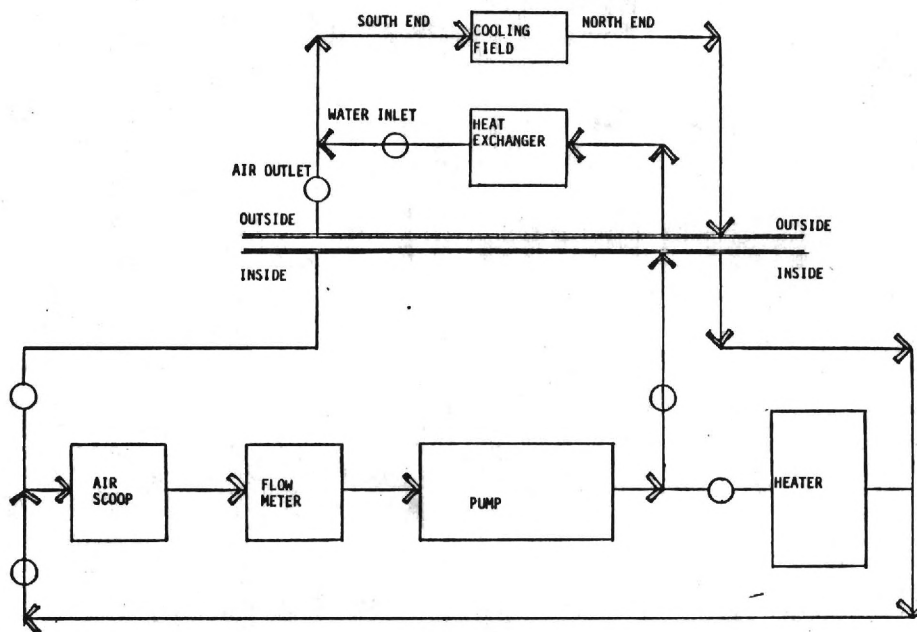 SOUTH END
COOLING
FIELD
NORTH END
WATER INLET
HEAT
EXCHANGER
AIR OUTLET
OUTSIDE
OUTSIDE
INSIDE
INSIDE
AIR
SCOOP
FLOW
METER
PUMP
HEATER